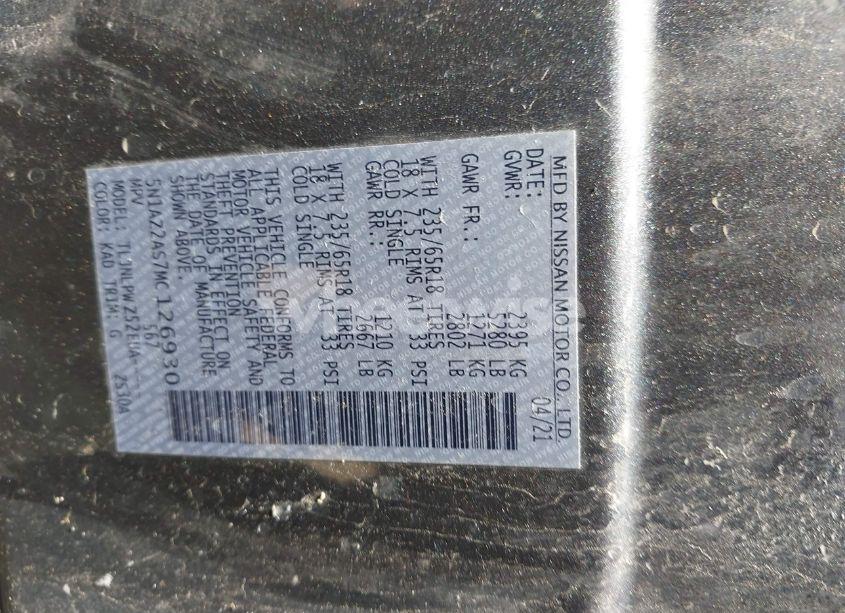 MFD BY NISSAN MOTOR CO., LTD.
DATE: 04/21
GVWR: 2395 KG
5280 LB
GAWR FR.: 1271 KG
2802 LB
WITH 235/65R18 TIRES
18 X 7.5 RIMS AT 33 PSI
COLD SINGLE
GAWR RR.: 1210 KG
2667 LB
WITH 235/65R18 TIRES
18 X 7.5 RIMS AT 33 PSI
COLD SINGLE
THIS VEHICLE CONFORMS TO
ALL APPLICABLE FEDERAL
MOTOR VEHICLE SAFETY AND
THEFT PREVENTION
STANDARDS IN EFFECT ON
THE DATE OF MANUFACTURE
SHOWN ABOVE.
5N1AZ2AS7MC126930
MPV 567
MODEL:
COLOR: KAD TRIM: G Z530A